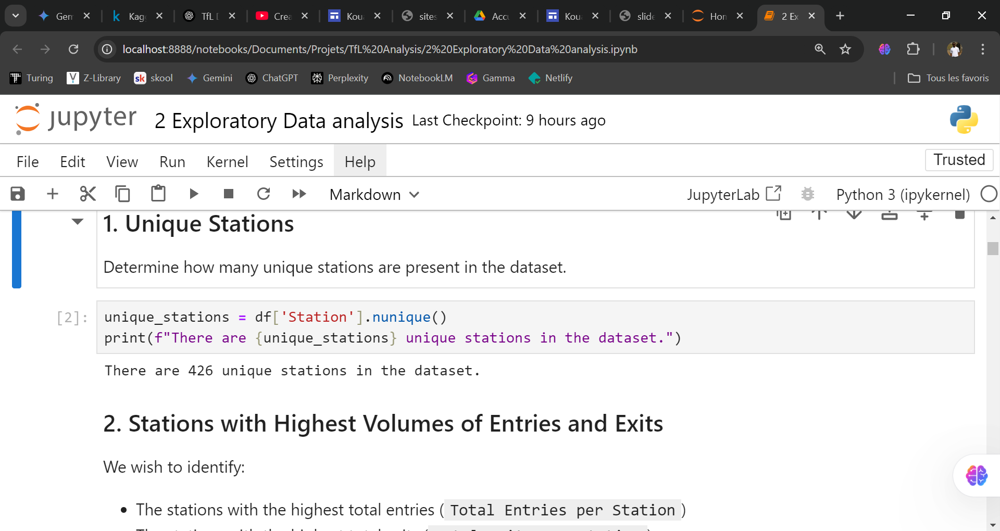 Gem
Kag
TfL D
Crea
Kou
sites
Accu
Kou
slide
Hom
2 Ex
localhost:8888/notebooks/Documents/Projets/TfL%20Analysis/2%20Exploratory%20Data%20analysis.ipynb
Turing
Z-Library
sk skool
Gemini
ChatGPT
Perplexity
NotebookLM
Gamma
Netlify
Tous les favoris
jupyter 2 Exploratory Data analysis Last Checkpoint: 9 hours ago
File Edit View Run Kernel Settings Help
Trusted
Markdown
JupyterLab
Python 3 (ipykernel)
1. Unique Stations
Determine how many unique stations are present in the dataset.
[2]:
unique_stations = df['Station'].nunique()
print(f"There are {unique_stations} unique stations in the dataset.")
There are 426 unique stations in the dataset.
2. Stations with Highest Volumes of Entries and Exits
We wish to identify:
• The stations with the highest total entries ( Total Entries per Station )